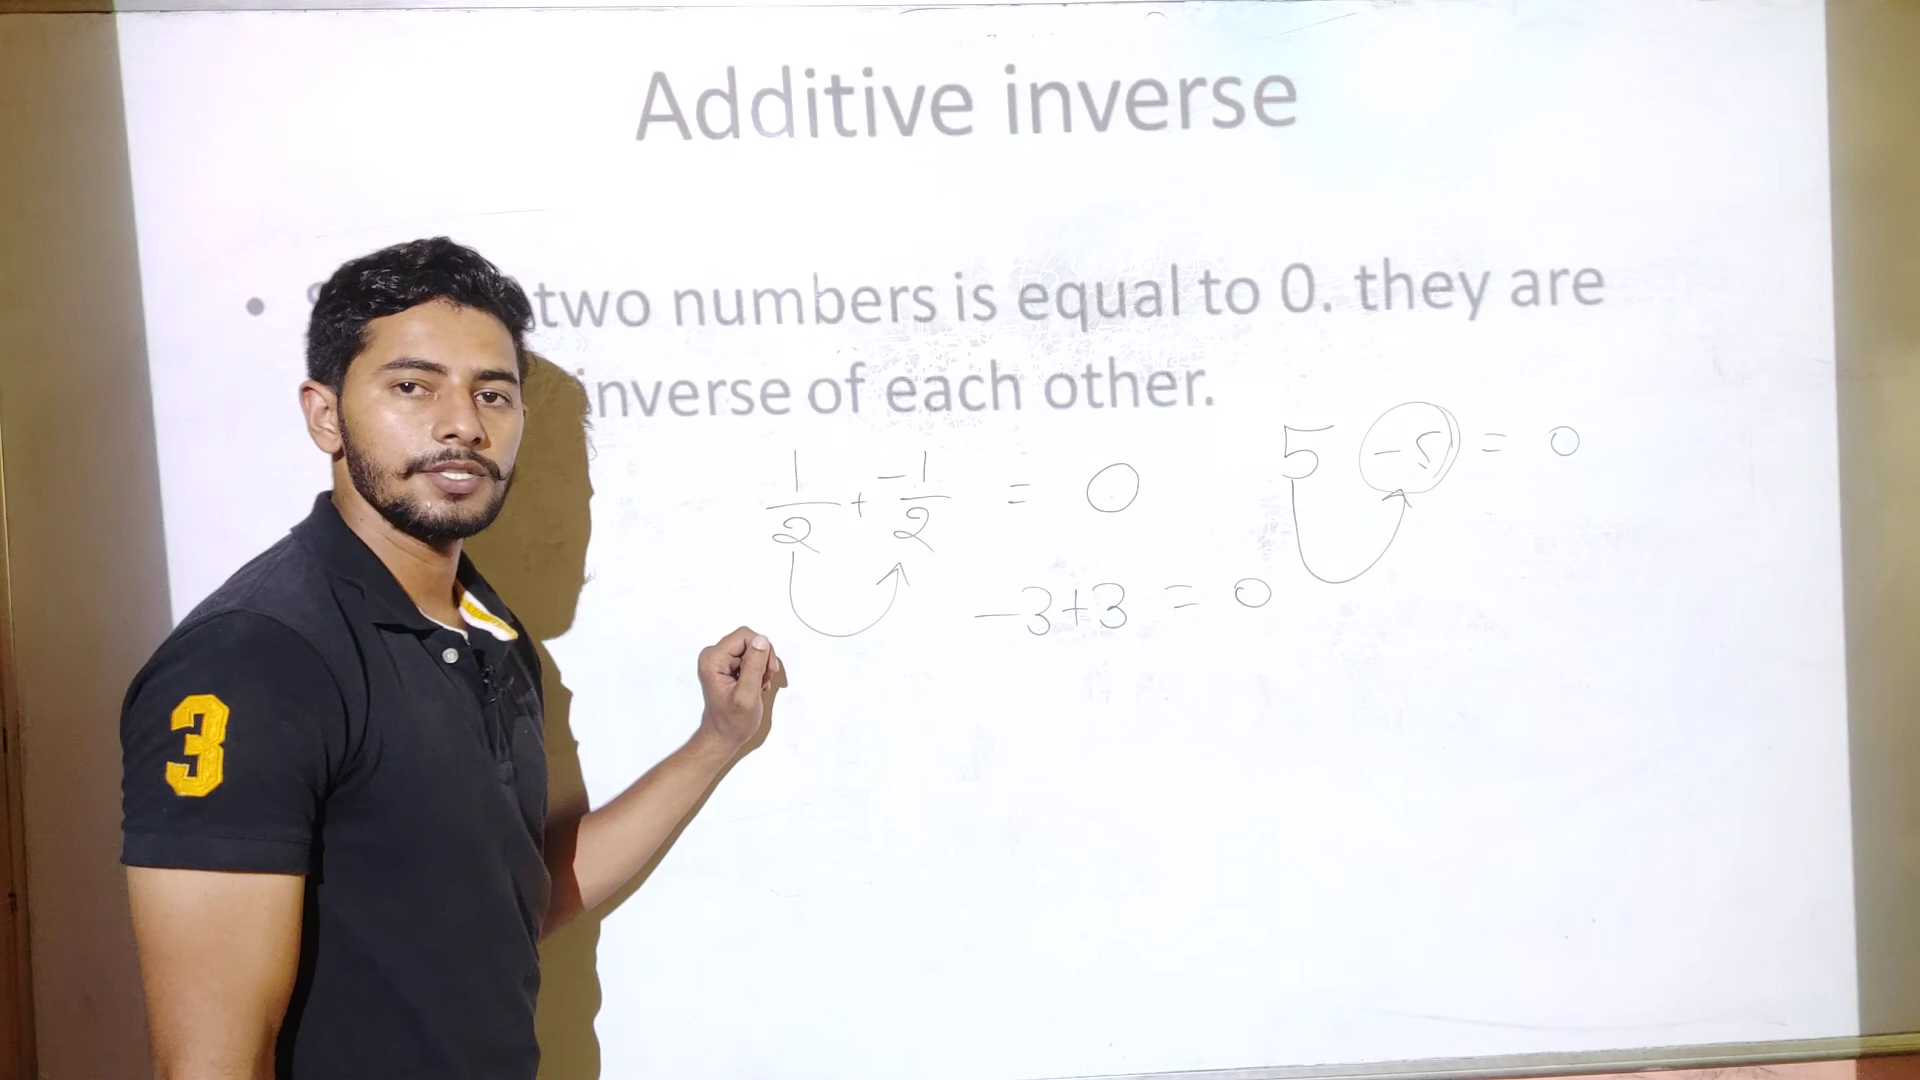 Additive inverse
• two numbers is equal to 0. they are
inverse of each other.
1/2 + -1/2 = 0
5 -5 = 0
-3+3 = 0
3